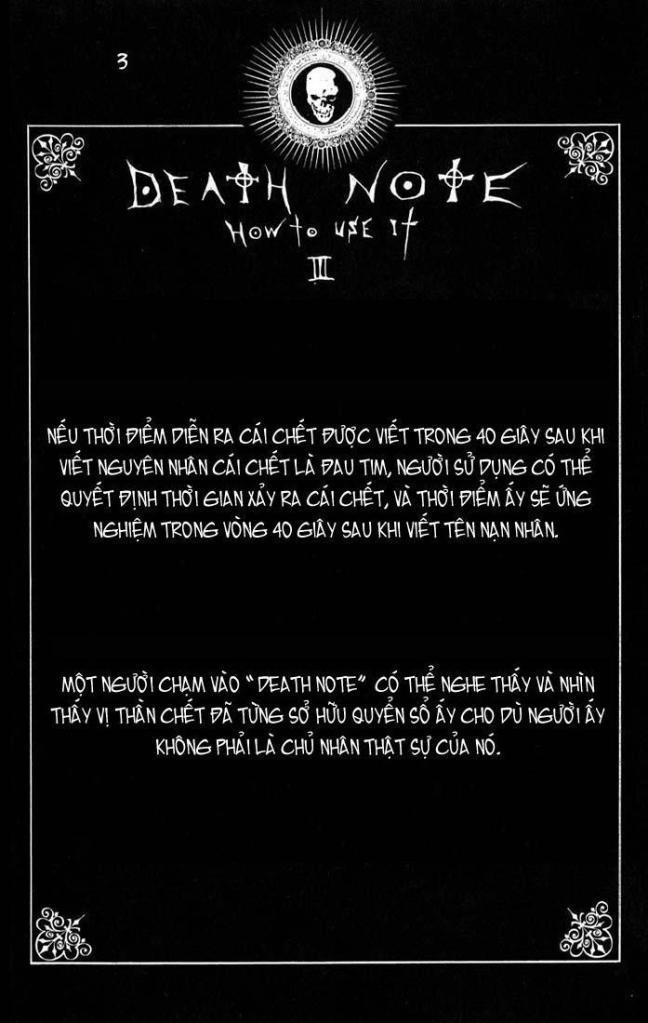 3
DEATH NOTE
HOW TO USE IT
III
NẾU THỜI ĐIỂM DIỄN RA CÁI CHẾT ĐƯỢC VIẾT TRONG 40 GIÂY SAU KHI
VIẾT NGUYÊN NHÂN CÁI CHẾT LÀ ĐAU TIM, NGƯỜI SỬ DỤNG CÓ THỂ
QUYẾT ĐỊNH THỜI GIAN XẢY RA CÁI CHẾT, VÀ THỜI ĐIỂM ẤY SẼ ỨNG
NGHIỆM TRONG VÒNG 40 GIÂY SAU KHI VIẾT TÊN NẠN NHÂN.
MỘT NGƯỜI CHẠM VÀO "DEATH NOTE" CÓ THỂ NGHE THẤY VÀ NHÌN
THẤY VỊ THẦN CHẾT ĐÃ TỪNG SỞ HỮU QUYỂN SỔ ẤY CHO DÙ NGƯỜI ẤY
KHÔNG PHẢI LÀ CHỦ NHÂN THẬT SỰ CỦA NÓ.